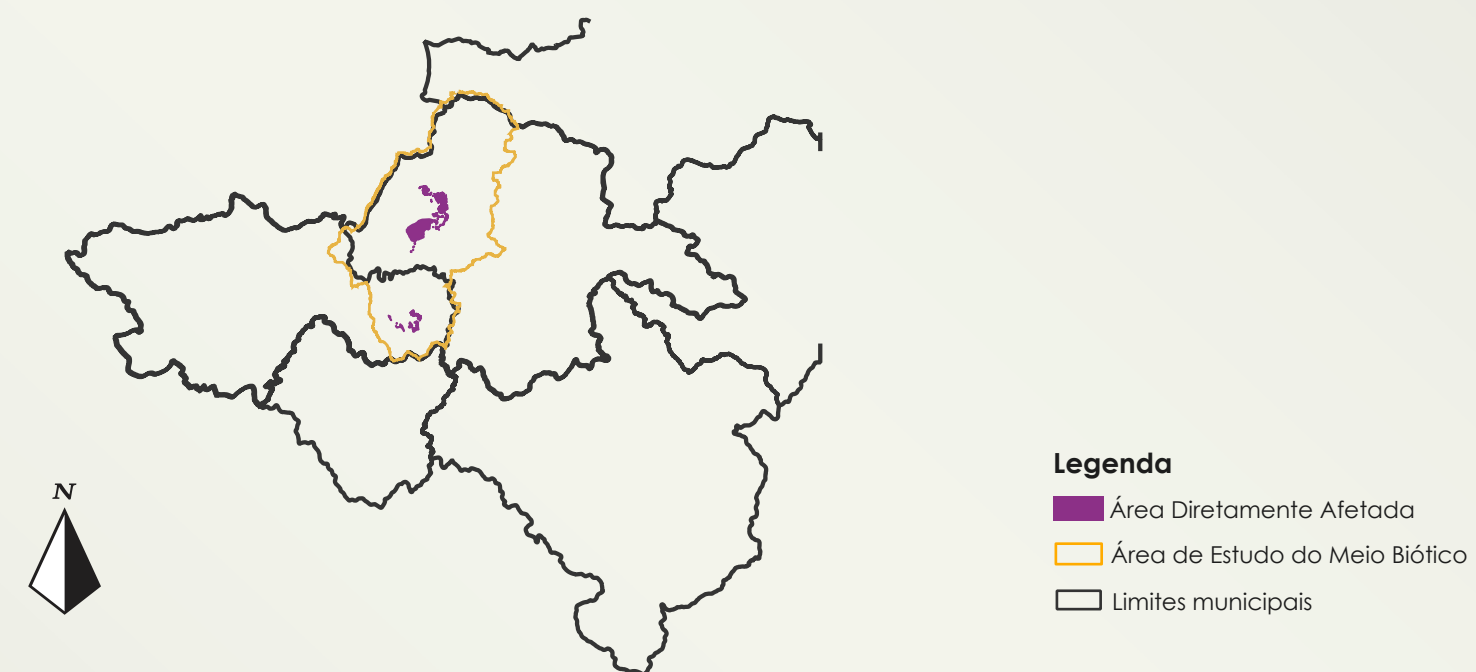 N
Legenda
Área Diretamente Afetada
Área de Estudo do Meio Biótico
Limites municipais